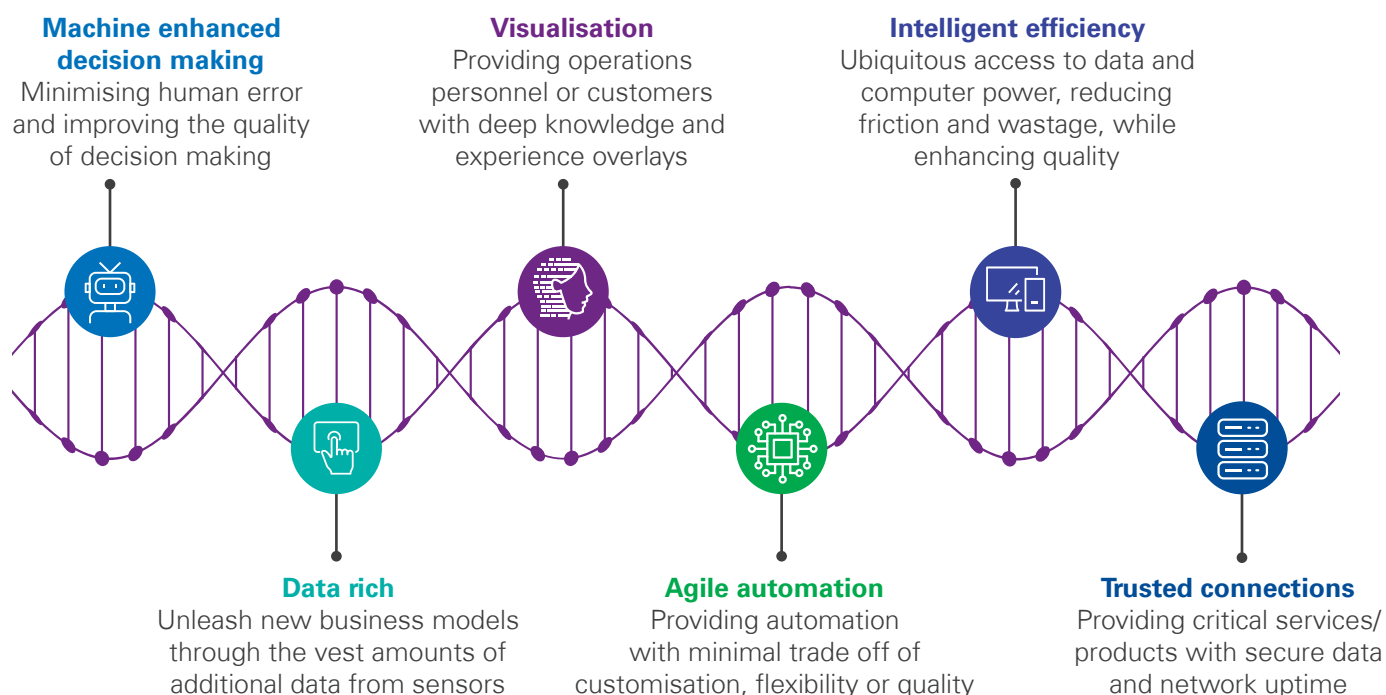 Machine enhanced
decision making
Minimising human error
and improving the quality
of decision making
Visualisation
Providing operations
personnel or customers
with deep knowledge and
experience overlays
Intelligent efficiency
Ubiquitous access to data and
computer power, reducing
friction and wastage, while
enhancing quality
Data rich
Unleash new business models
through the vest amounts of
additional data from sensors
Agile automation
Providing automation
with minimal trade off of
customisation, flexibility or quality
Trusted connections
Providing critical services/
products with secure data
and network uptime